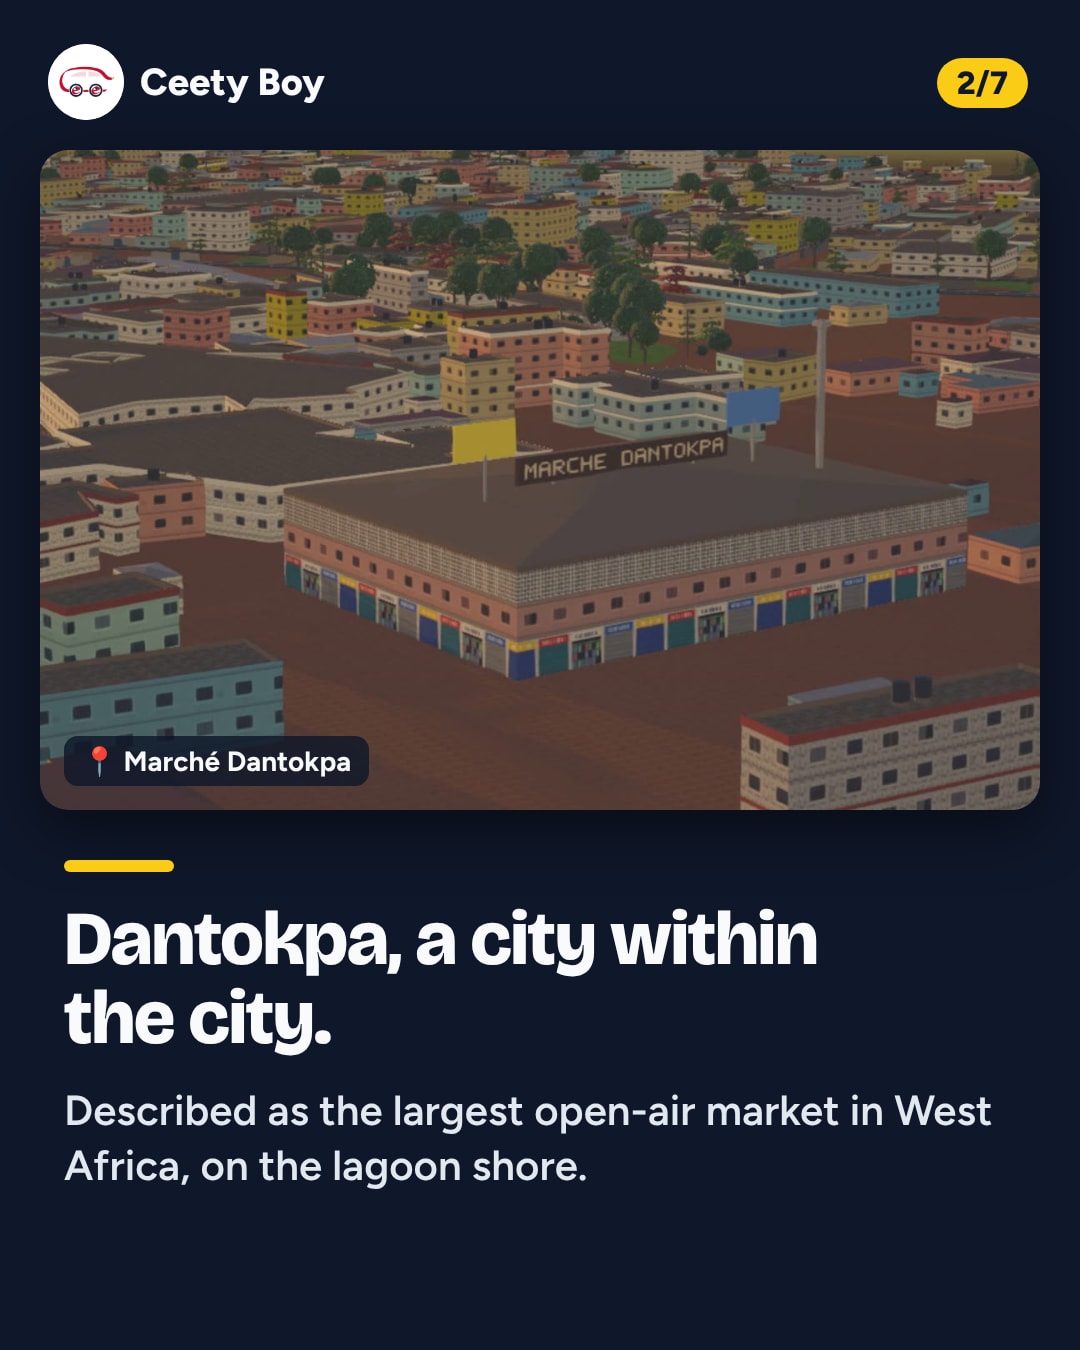 Ceety Boy
2/7
MARCHE DANTOKPA
📍 Marché Dantokpa
Dantokpa, a city within
the city.
Described as the largest open-air market in West
Africa, on the lagoon shore.